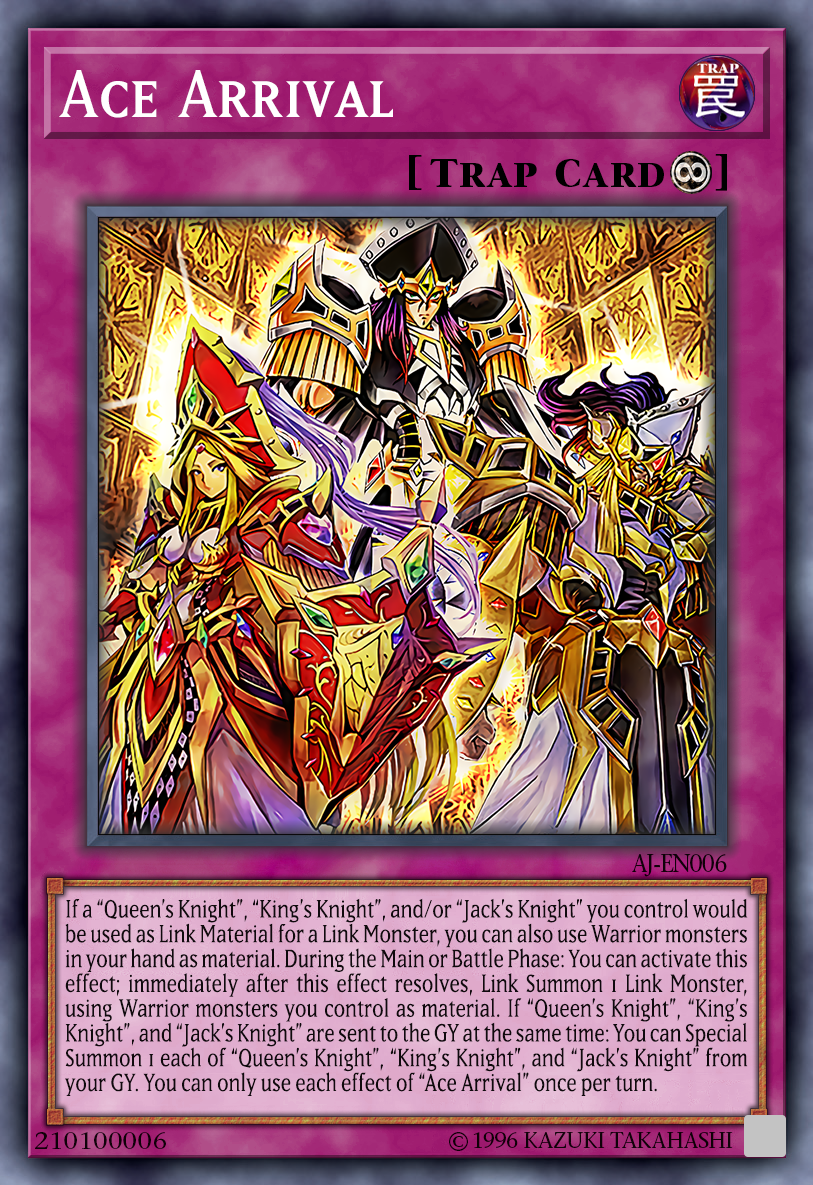 Ace Arrival
TRAP
罠
[Trap Card∞]
AJ-EN006
If a “Queen’s Knight”, “King’s Knight”, and/or “Jack’s Knight” you control would
be used as Link Material for a Link Monster, you can also use Warrior monsters
in your hand as material. During the Main or Battle Phase: You can activate this
effect; immediately after this effect resolves, Link Summon 1 Link Monster,
using Warrior monsters you control as material. If “Queen’s Knight”, “King’s
Knight”, and “Jack’s Knight” are sent to the GY at the same time: You can Special
Summon 1 each of “Queen’s Knight”, “King’s Knight”, and “Jack’s Knight” from
your GY. You can only use each effect of “Ace Arrival” once per turn.
210100006
© 1996 KAZUKI TAKAHASHI